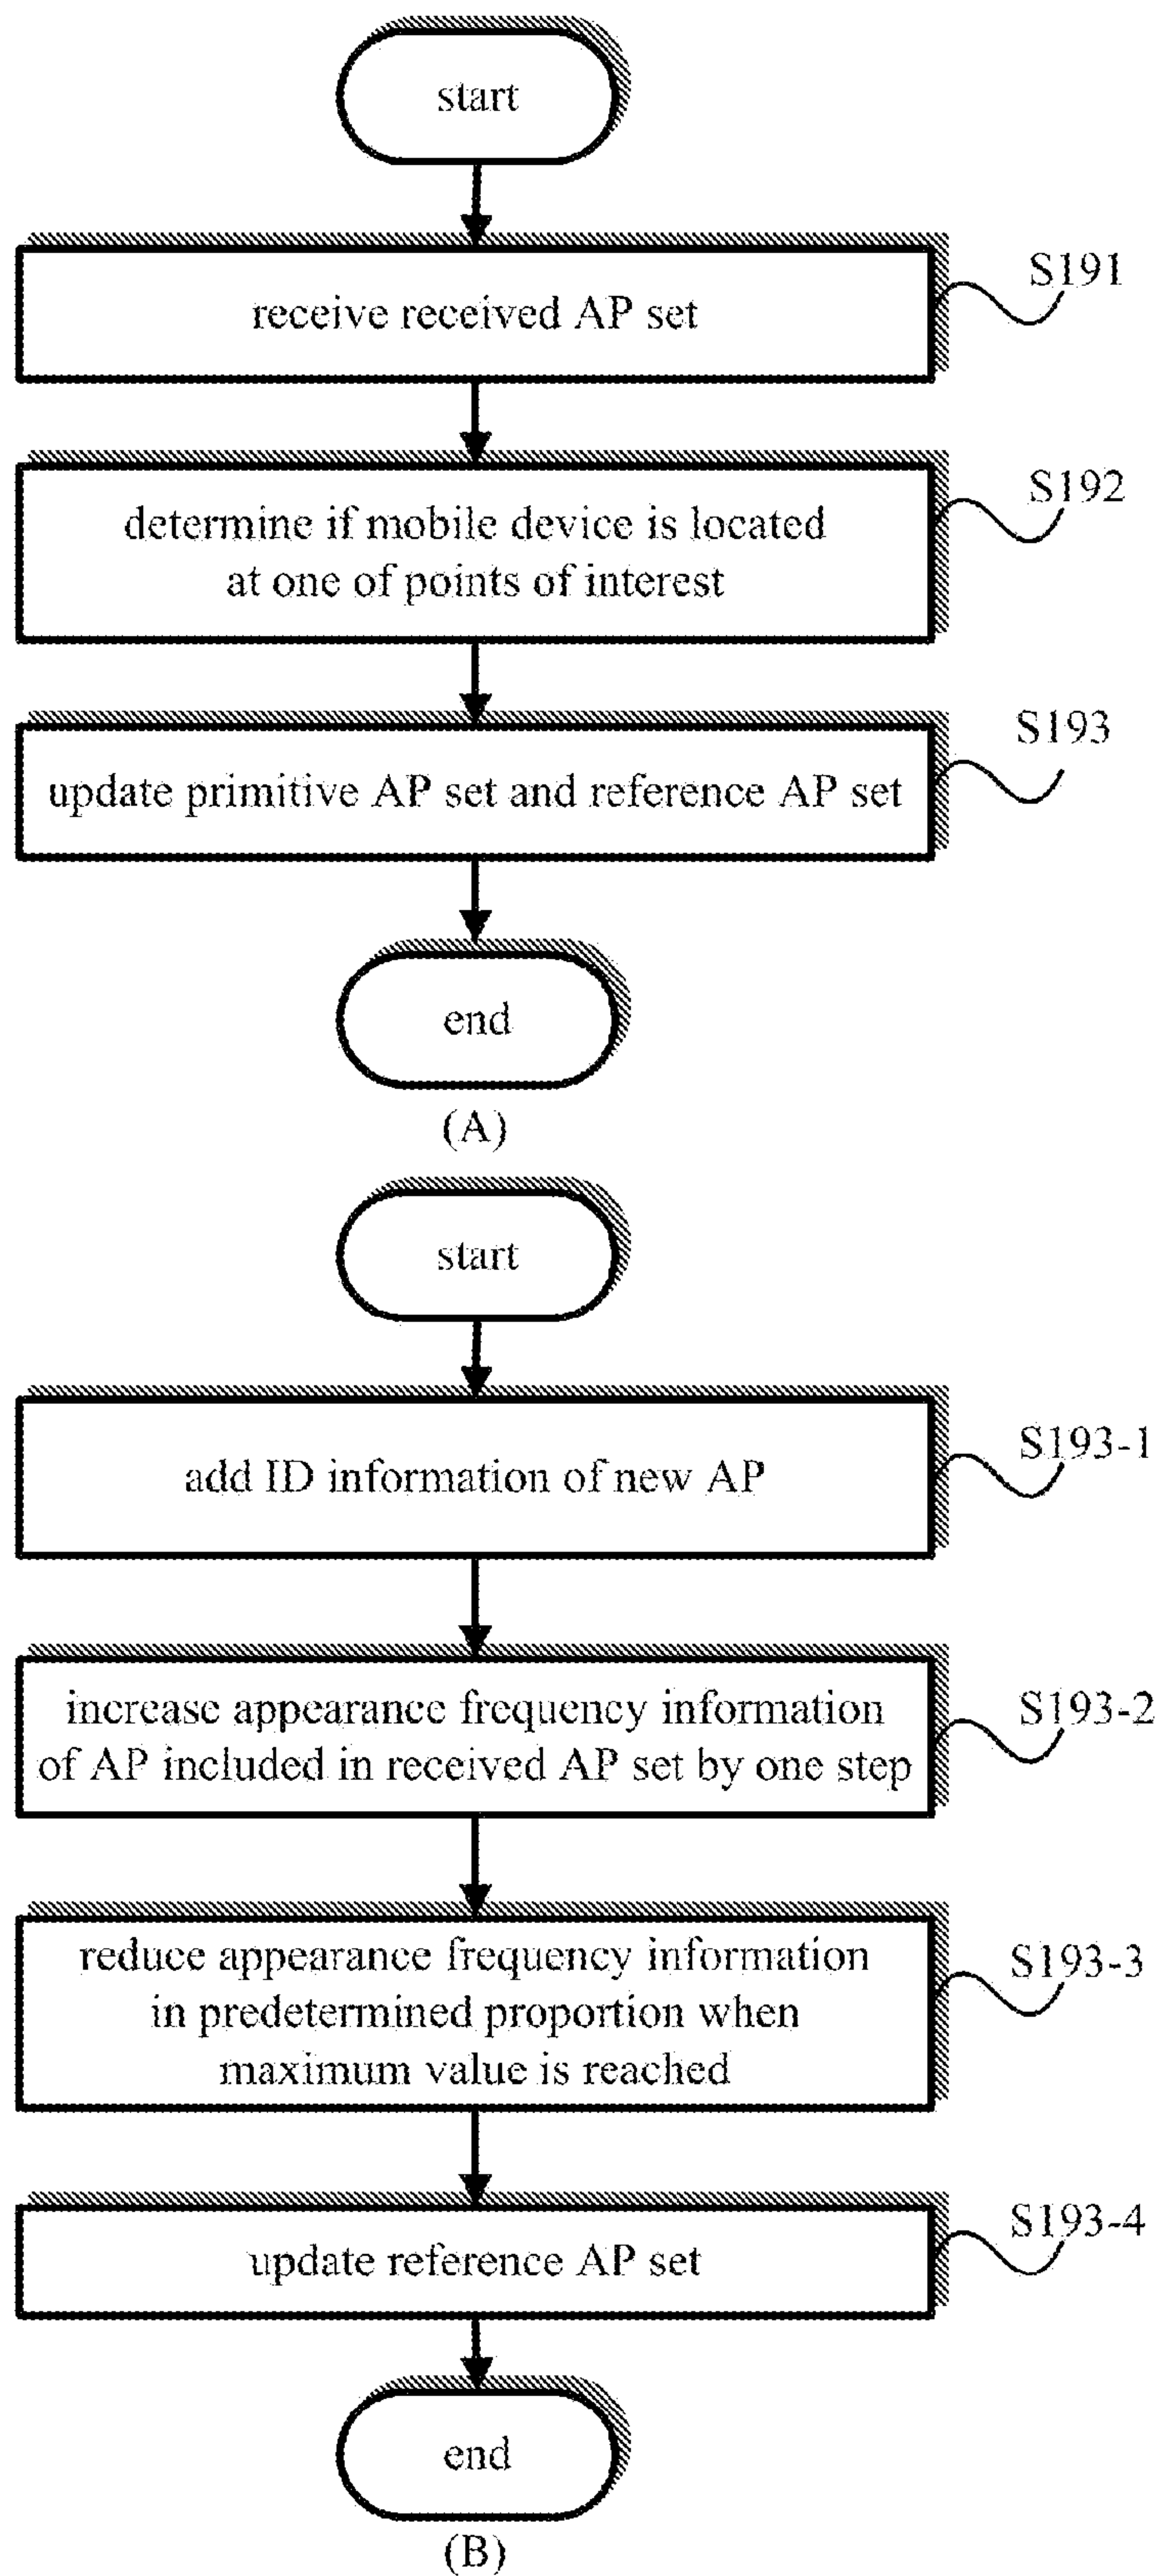 start
receive received AP set
S191
determine if mobile device is located
at one of points of interest
S192
update primitive AP set and reference AP set
S193
end
(A)
start
add ID information of new AP
S193-1
increase appearance frequency information
of AP included in received AP set by one step
S193-2
reduce appearance frequency information
in predetermined proportion when
maximum value is reached
S193-3
update reference AP set
S193-4
end
(B)